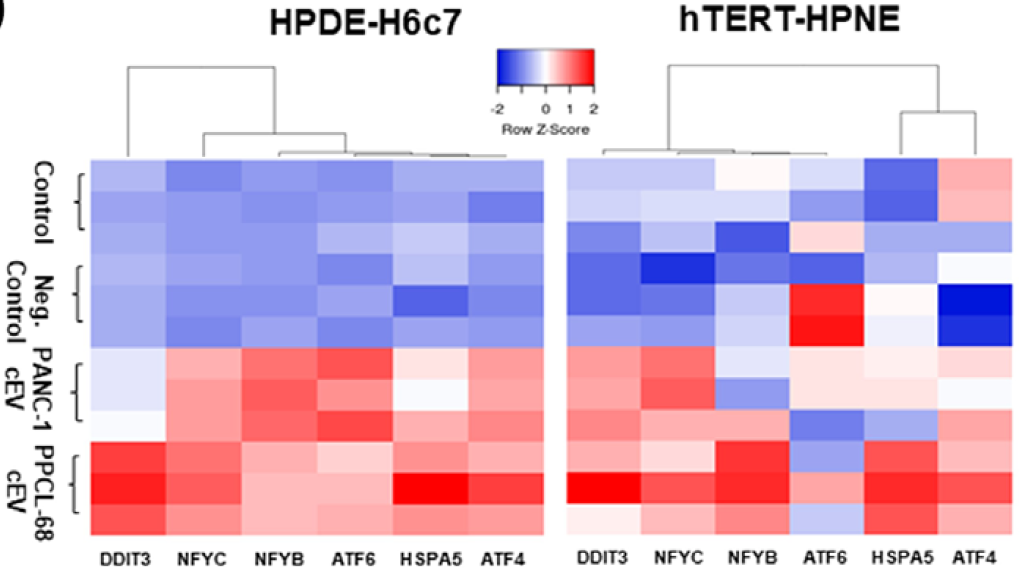 )
HPDE-H6c7
hTERT-HPNE
-2 0 1 2
Row Z-Score
Control
Neg.
Control
PANC-1
cEV
PPCL-68
cEV
DDIT3 NFYC NFYB ATF6 HSPA5 ATF4
DDIT3 NFYC NFYB ATF6 HSPA5 ATF4